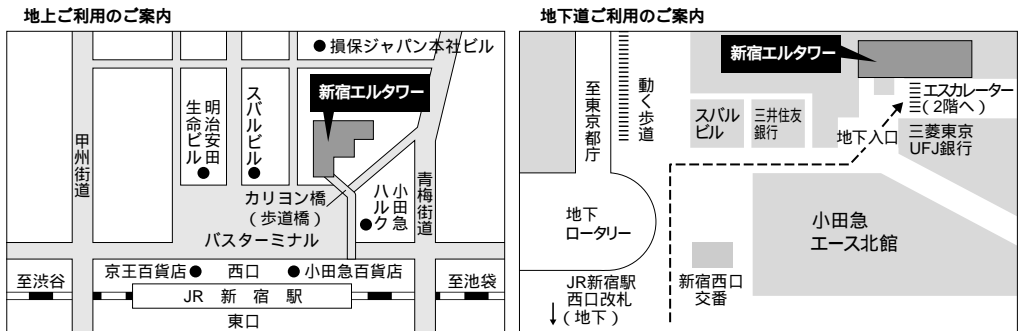 地上ご利用のご案内
損保ジャパン本社ビル
新宿エルタワー
スバルビル
明治安田
生命ビル
甲州街道
カリヨン橋
(歩道橋)
小田急
ハルク
青梅街道
バスターミナル
京王百貨店
西口
小田急百貨店
至渋谷
至池袋
JR 新 宿 駅
東口
地下道ご利用のご案内
新宿エルタワー
至東京都庁
動く歩道
スバル
ビル
三井住友
銀行
エスカレーター
(2階へ)
地下入口
三菱東京
UFJ銀行
地下
ロータリー
小田急
エース北館
JR新宿駅
西口改札
(地下)
新宿西口
交番